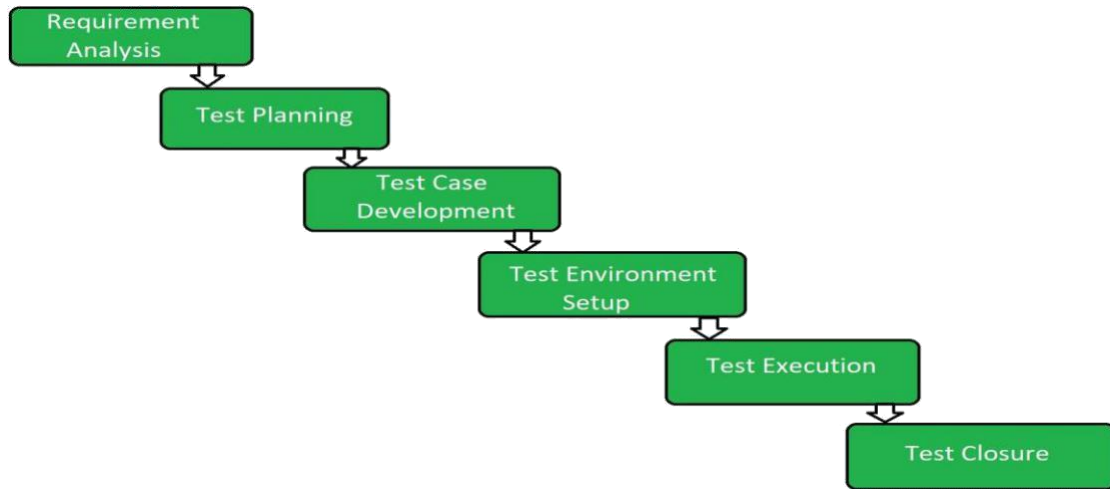 Requirement
Analysis
Test Planning
Test Case
Development
Test Environment
Setup
Test Execution
Test Closure